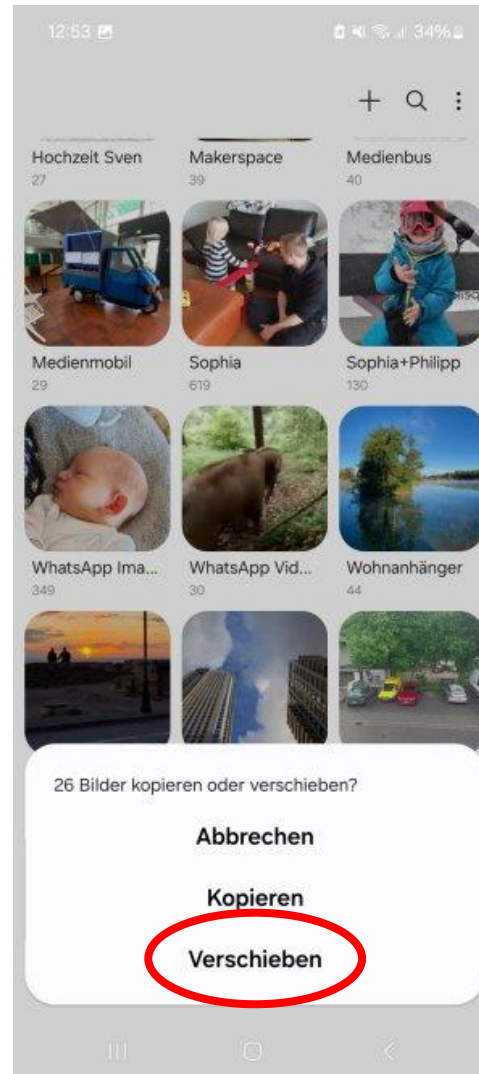 12:53 34%
Hochzeit Sven Makerspace Medienbus
27 39 40
Medienmobil Sophia Sophia+Philipp
29 619 130
WhatsApp Ima... WhatsApp Vid... Wohnanhänger
349 30 44
26 Bilder kopieren oder verschieben?
Abbrechen
Kopieren
Verschieben